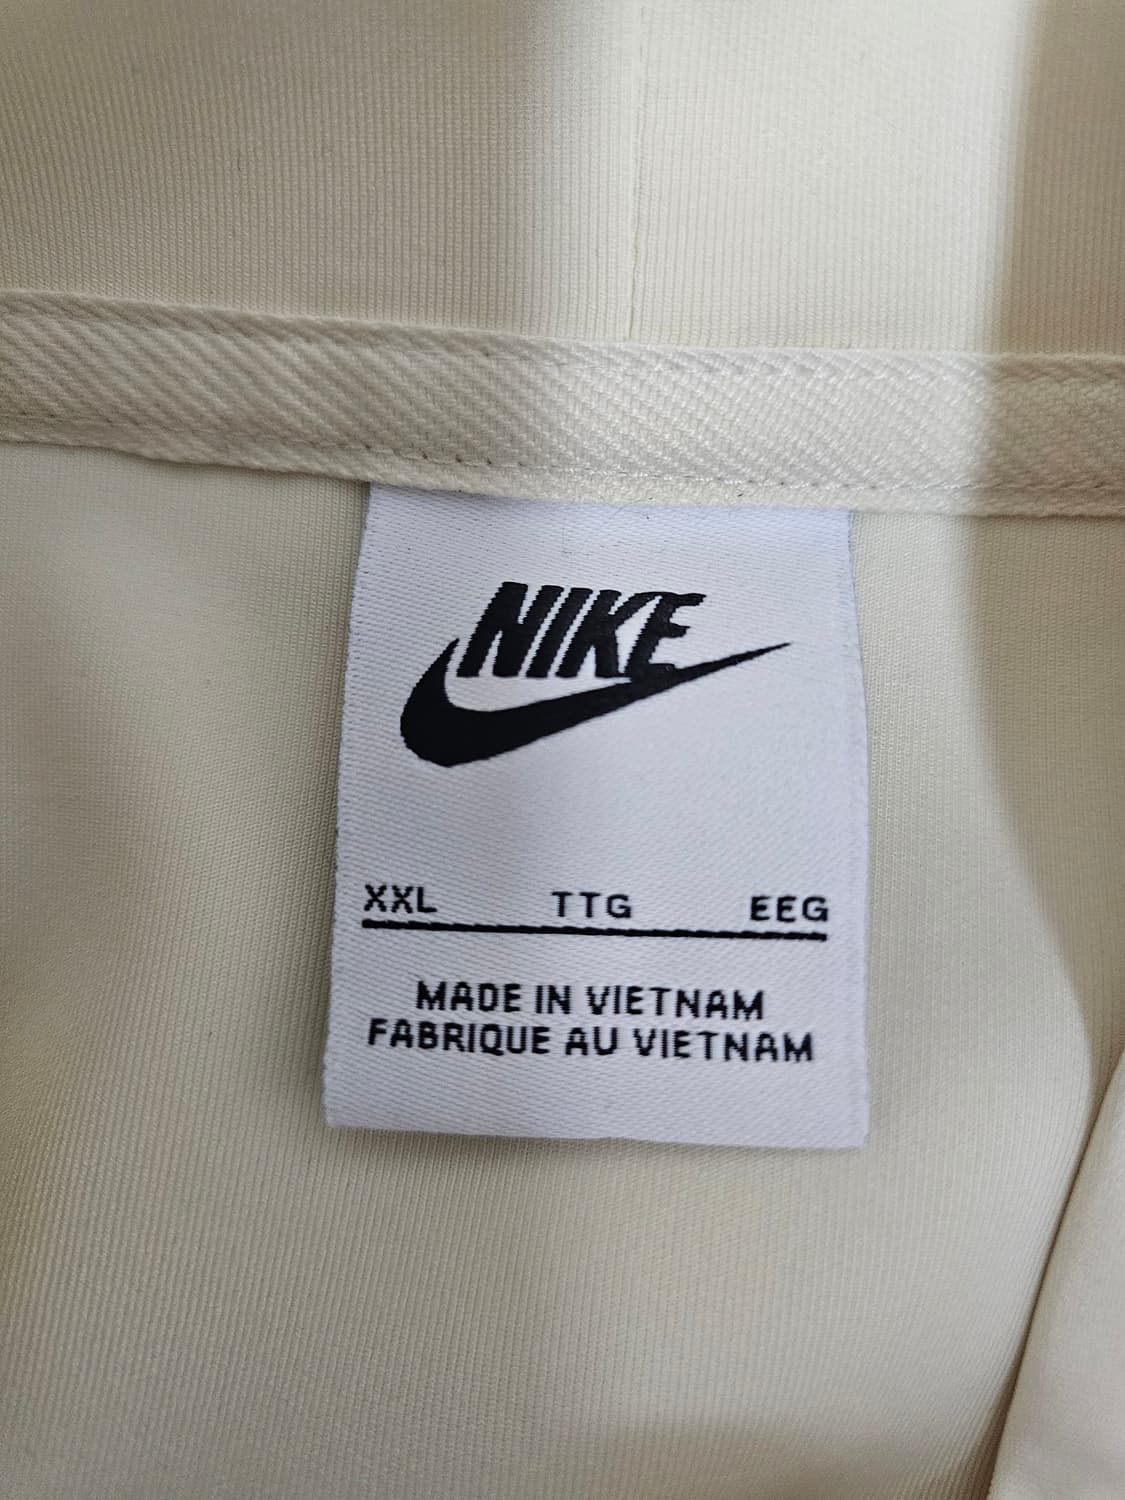 NIKE
XXL TTG EEG
MADE IN VIETNAM
FABRIQUE AU VIETNAM